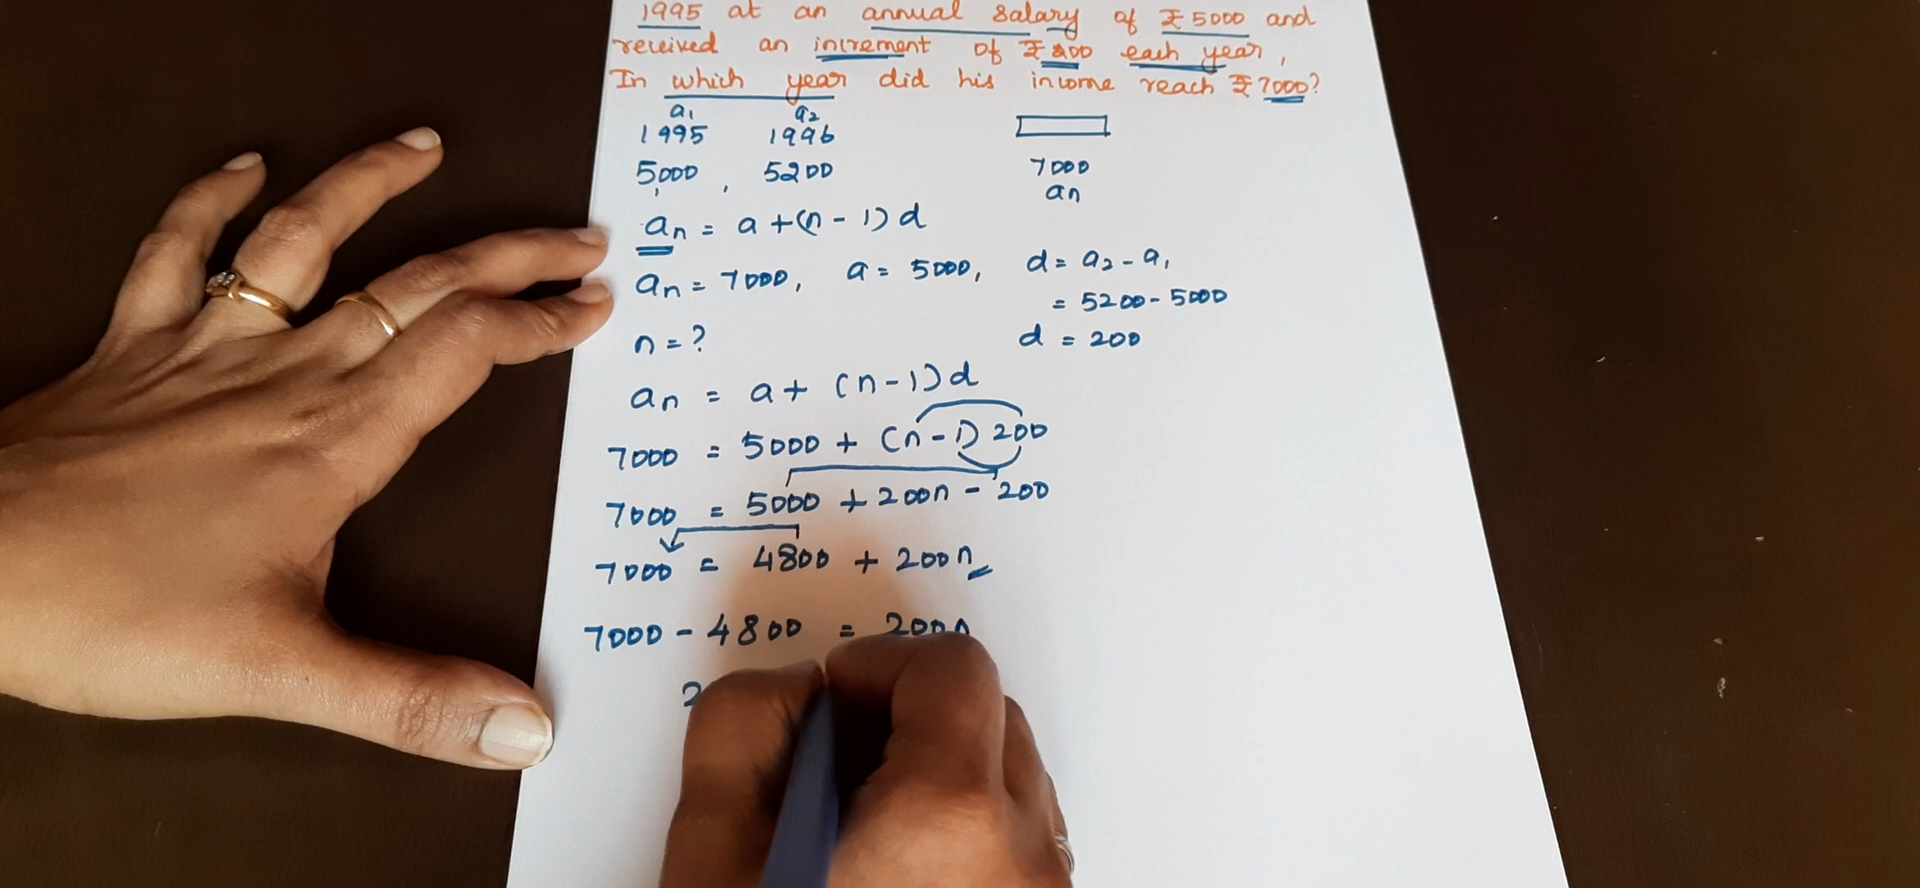 1995 at an annual salary of ₹ 5000 and
received an increment of ₹ 200 each year,
In which year did his income reach ₹ 7000?
a₁ a₂
1995 1996
5000 , 5200 7000
an
an = a + (n - 1) d
an = 7000, a = 5000, d = a₂ - a₁
= 5200 - 5000
n = ? d = 200
an = a + (n - 1) d
7000 = 5000 + (n - 1) 200
7000 = 5000 + 200n - 200
7000 = 4800 + 200n
7000 - 4800 = 200n
2